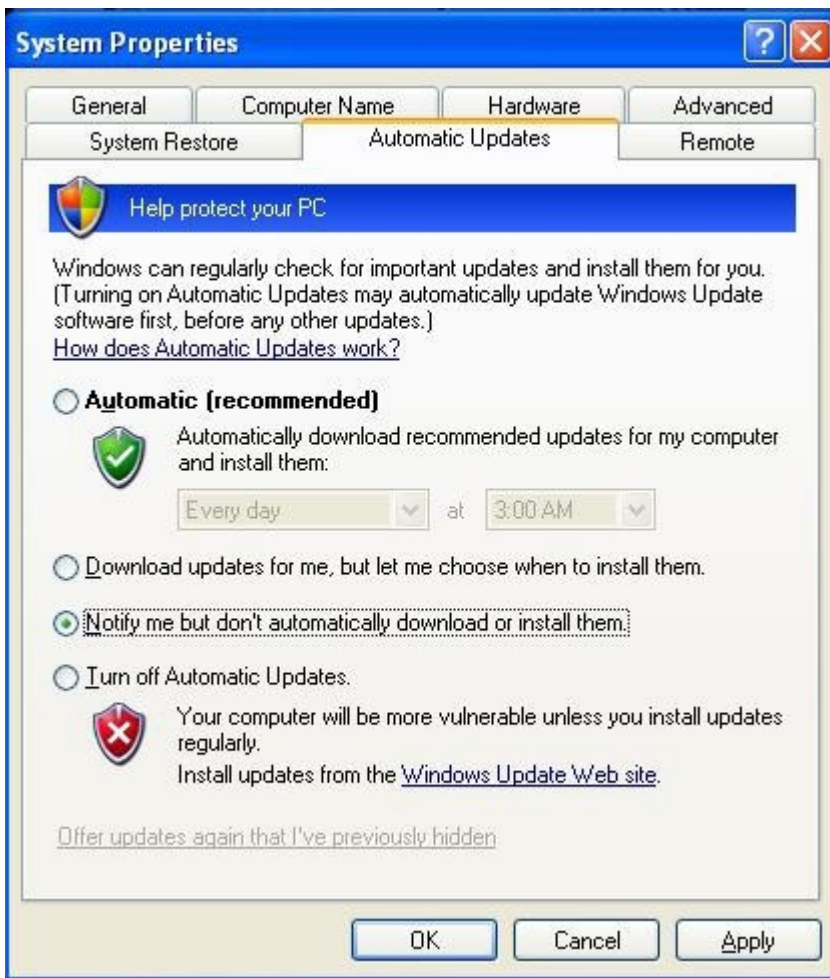 System Properties
General Computer Name Hardware Advanced
System Restore Automatic Updates Remote
Help protect your PC
Windows can regularly check for important updates and install them for you.
(Turning on Automatic Updates may automatically update Windows Update
software first, before any other updates.)
How does Automatic Updates work?
Automatic (recommended)
Automatically download recommended updates for my computer
and install them:
Every day at 3:00 AM
Download updates for me, but let me choose when to install them.
Notify me but don't automatically download or install them.
Turn off Automatic Updates.
Your computer will be more vulnerable unless you install updates
regularly.
Install updates from the Windows Update Web site.
Offer updates again that I've previously hidden
OK Cancel Apply